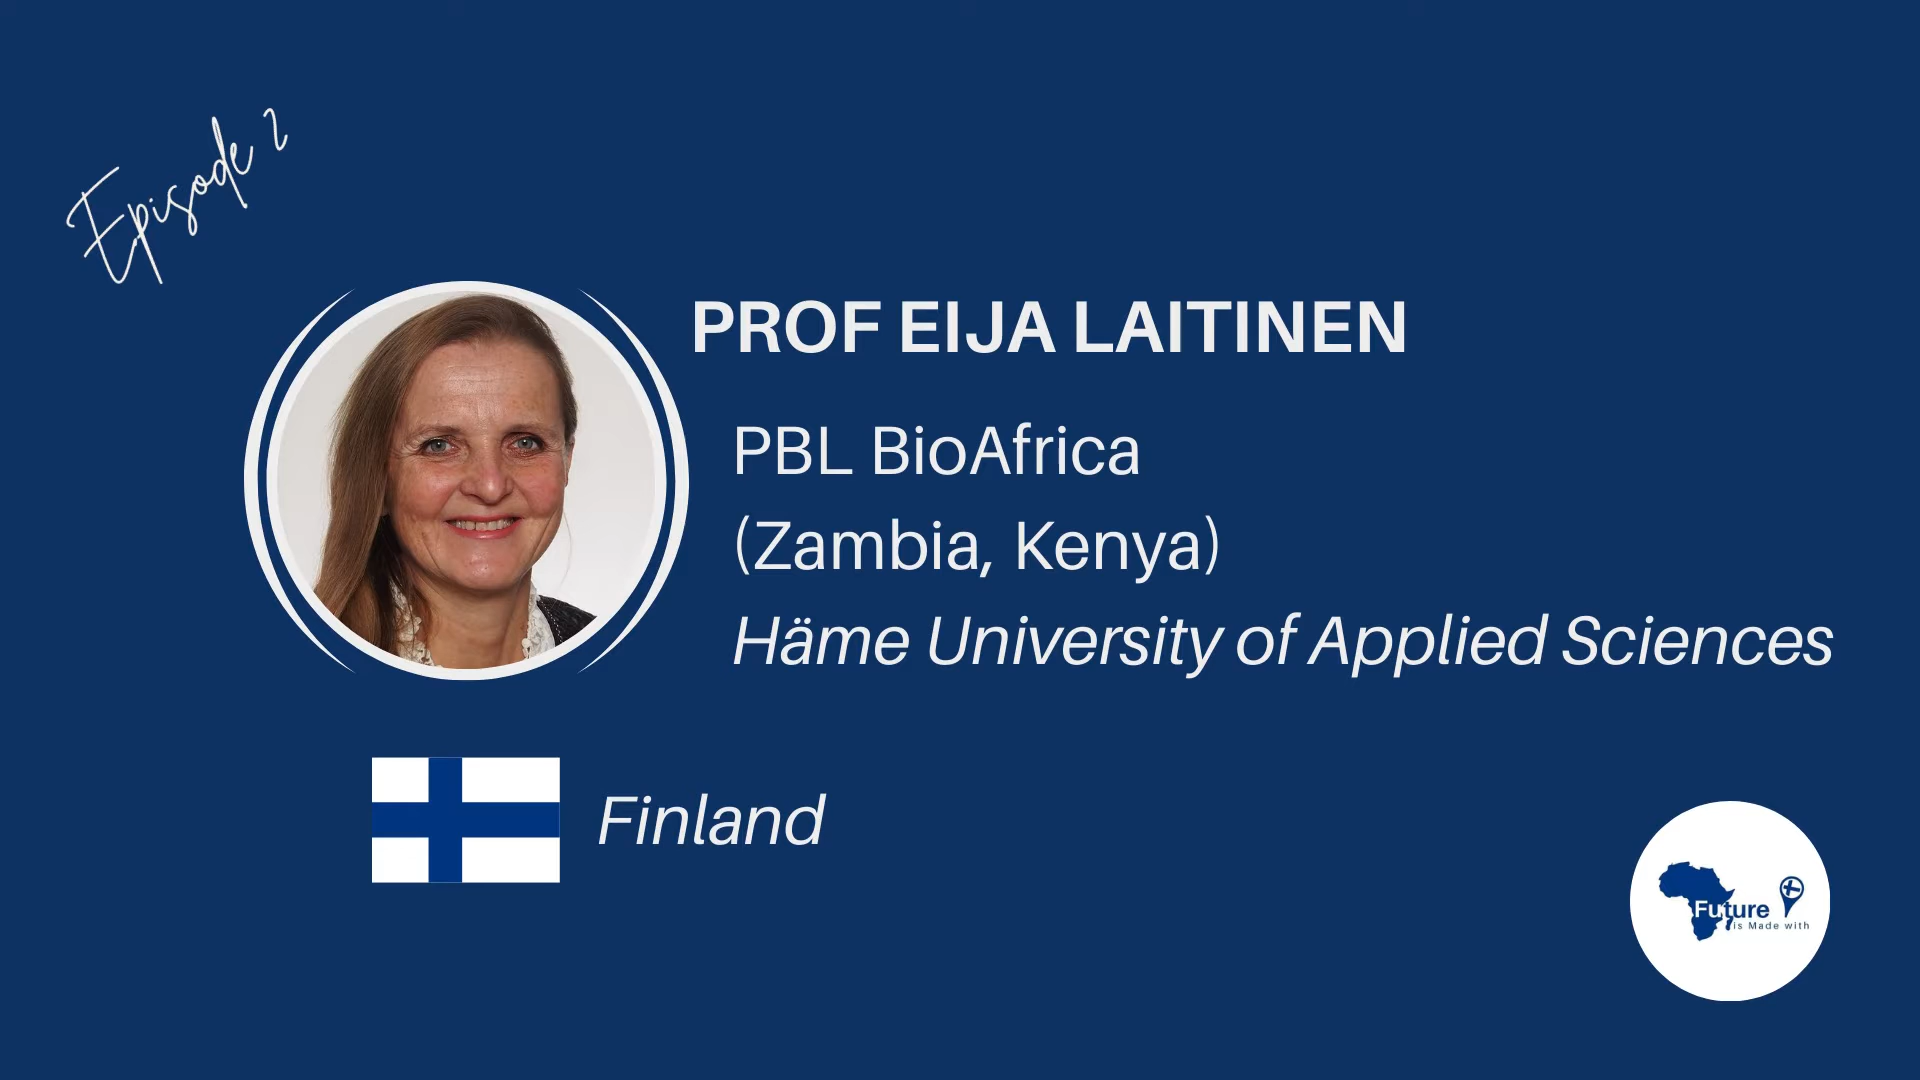 Episode 2
PROF EIJA LAITINEN
PBL BioAfrica
(Zambia, Kenya)
Häme University of Applied Sciences
Finland
Future
is Made with